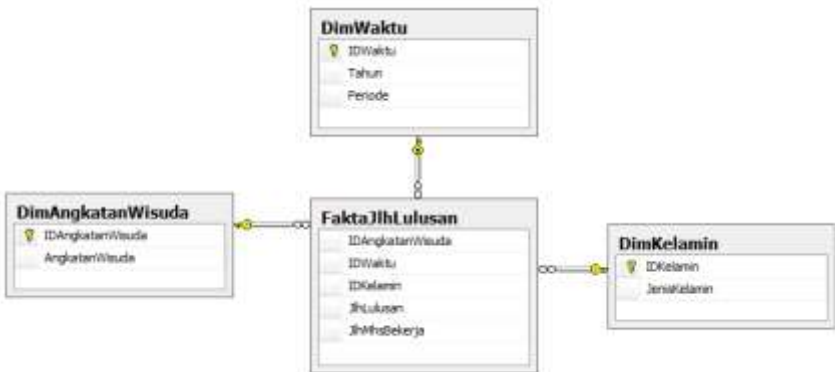 DimWaktu
IDWaktu
Tahun
Periode
DimAngkatanWisuda
IDAngkatanWisuda
AngkatanWisuda
FaktaJlhLulusan
IDAngkatanWisuda
IDWaktu
IDKelamin
JlhLulusan
JlhMhsBekerja
DimKelamin
IDKelamin
JenisKelamin